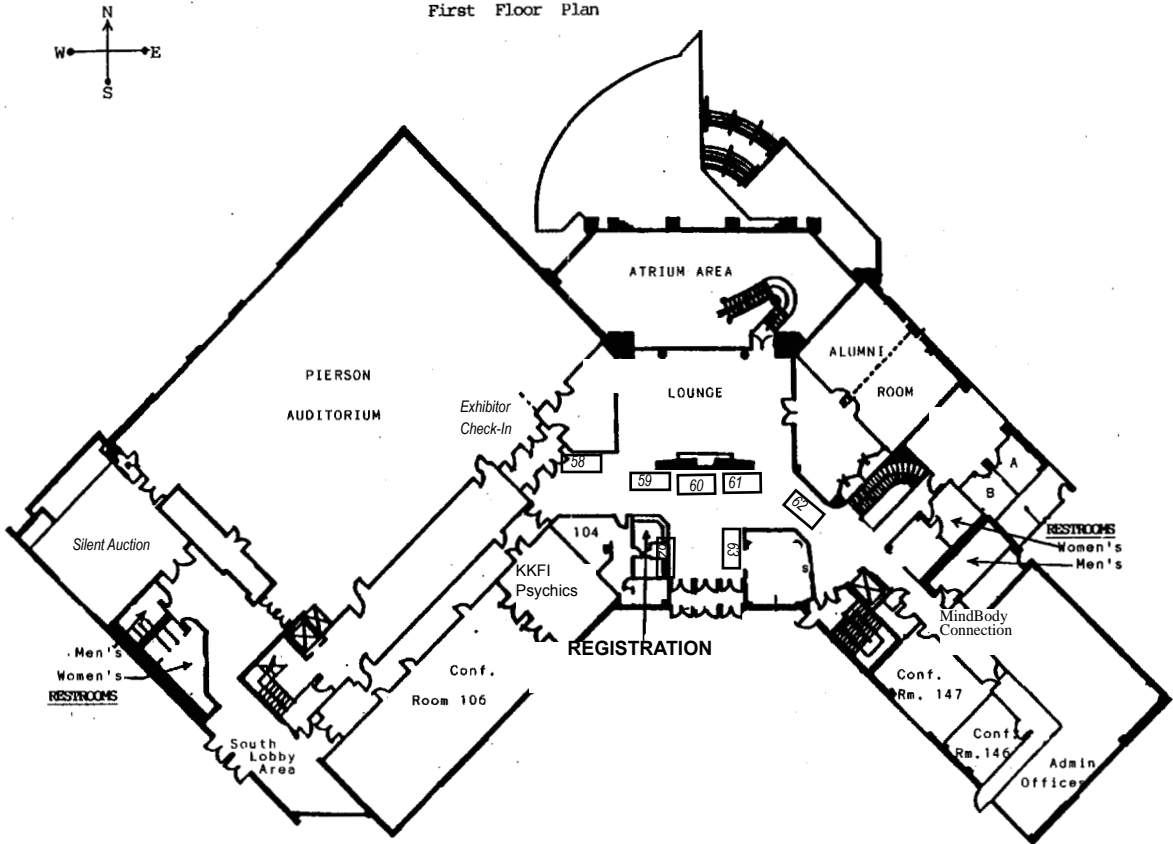 First Floor Plan
N
W E
S
ATRIUM AREA
PIERSON
AUDITORIUM
ALUMNI
ROOM
LOUNGE
Exhibitor
Check-In
58
59
60
61
62
A
B
RESTROOMS
Women's
Men's
Silent Auction
104
KKFI
Psychics
63
S
MindBody
Connection
REGISTRATION
Men's
Women's
RESTROOMS
Conf.
Room 106
Conf.
Rm. 147
South
Lobby
Area
Conf.
Rm. 146
Admin
Offices